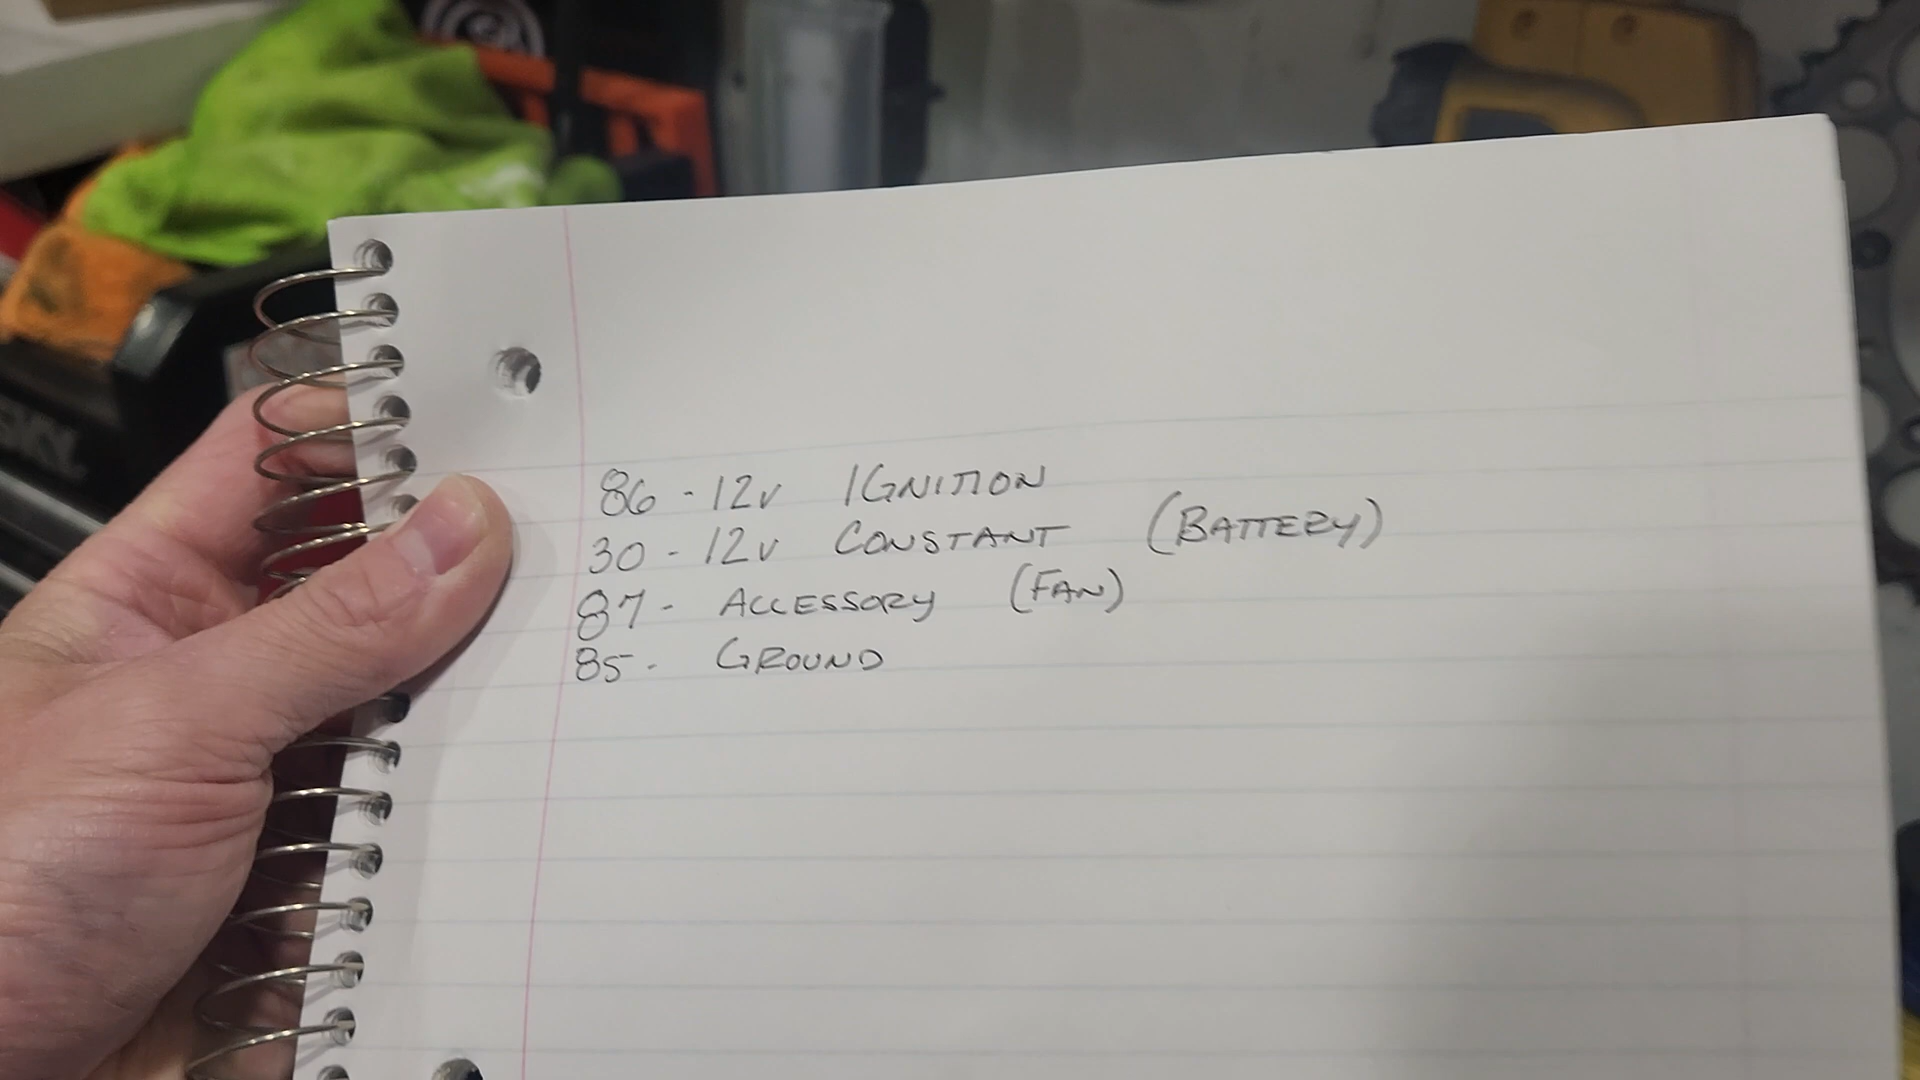 86 - 12v IGNITION
30 - 12v CONSTANT (BATTERY)
87 - ACCESSORY (FAN)
85 - GROUND